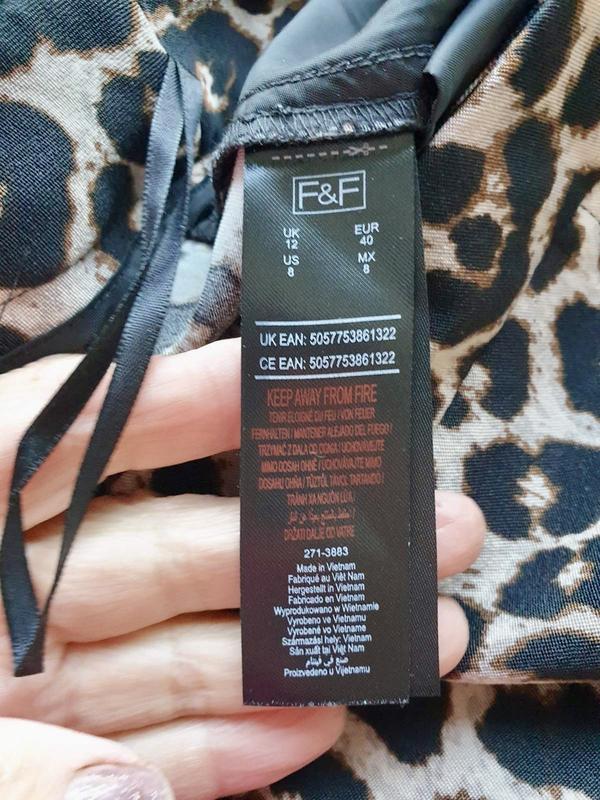 F&F
UK EUR
12 40
US MX
8 8
UK EAN: 5057753861322
CE EAN: 5057753861322
KEEP AWAY FROM FIRE
TENIR ÉLOIGNÉ DU FEU / VON FEUER
FERNHALTEN / MANTENER ALEJADO DEL FUEGO /
TRZYMAĆ Z DALA OD OGNIA / UCHOVÁVEJTE
MIMO DOSAH OHNĚ / UCHOVÁVAJTE MIMO
DOSAHU OHŇA / TŰZTŐL TÁVOL TARTANDO /
TRÁNH XA NGUỒN LỬA /
DRŽATI DALJE OD VATRE
271-3883
Made in Vietnam
Fabriqué au Việt Nam
Hergestellt in Vietnam
Fabricado en Vietnam
Wyprodukowano w Wietnamie
Vyrobeno ve Vietnamu
Vyrobené vo Vietname
Származási hely: Vietnam
Sản xuất tại Việt Nam
صنع في فيتنام
Proizvedeno u Vijetnamu